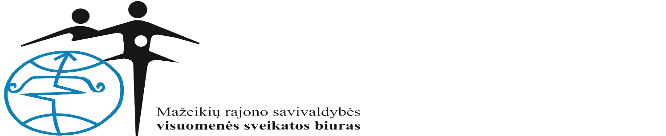 Mažeikių rajono savivaldybės
visuomenės sveikatos biuras